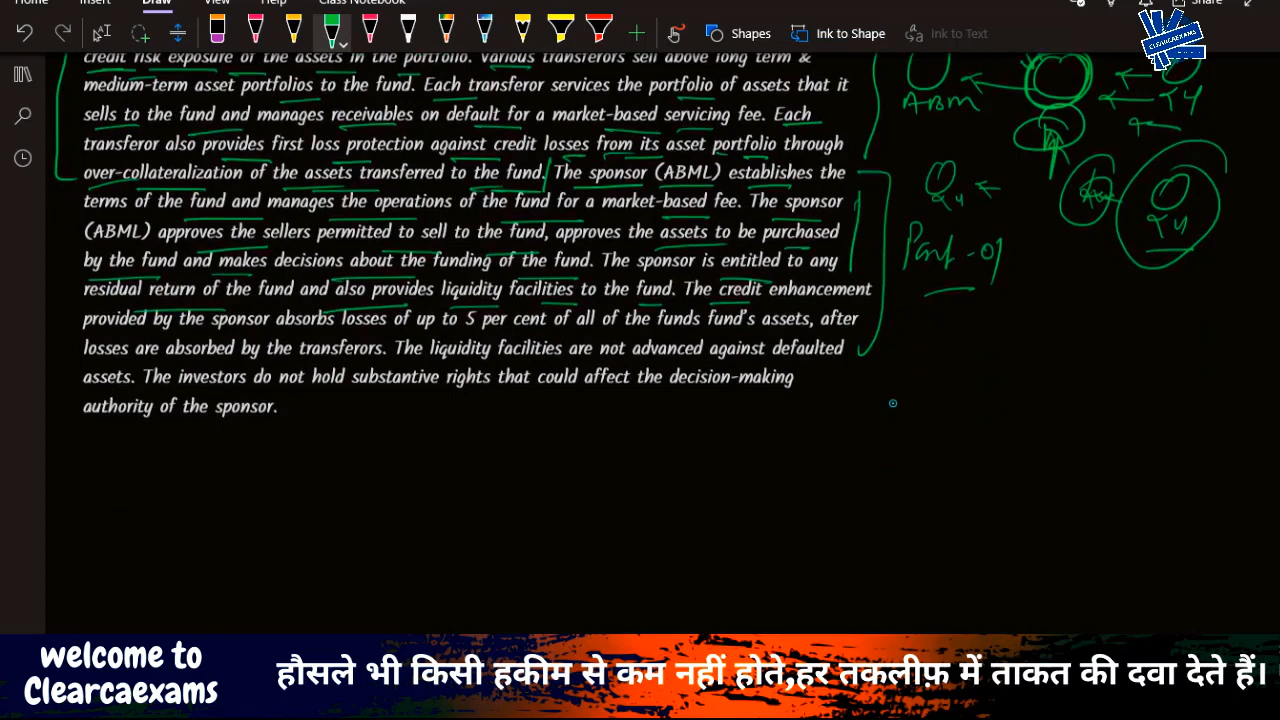 Home Insert Draw View Help Class Notebook Share
Shapes Ink to Shape Ink to Text
CLEARCAEXAMS
credit risk exposure of the assets in the portfolio. Various transferors sell above long term &
medium-term asset portfolios to the fund. Each transferor services the portfolio of assets that it
sells to the fund and manages receivables on default for a market-based servicing fee. Each
transferor also provides first loss protection against credit losses from its asset portfolio through
over-collateralization of the assets transferred to the fund. The sponsor (ABML) establishes the
terms of the fund and manages the operations of the fund for a market-based fee. The sponsor
(ABML) approves the sellers permitted to sell to the fund, approves the assets to be purchased
by the fund and makes decisions about the funding of the fund. The sponsor is entitled to any
residual return of the fund and also provides liquidity facilities to the fund. The credit enhancement
provided by the sponsor absorbs losses of up to 5 per cent of all of the funds fund's assets, after
losses are absorbed by the transferors. The liquidity facilities are not advanced against defaulted
assets. The investors do not hold substantive rights that could affect the decision-making
authority of the sponsor.
ABM
welcome to
Clearcaexams
हौसले भी किसी हकीम से कम नहीं होते,हर तकलीफ़ में ताकत की दवा देते हैं।